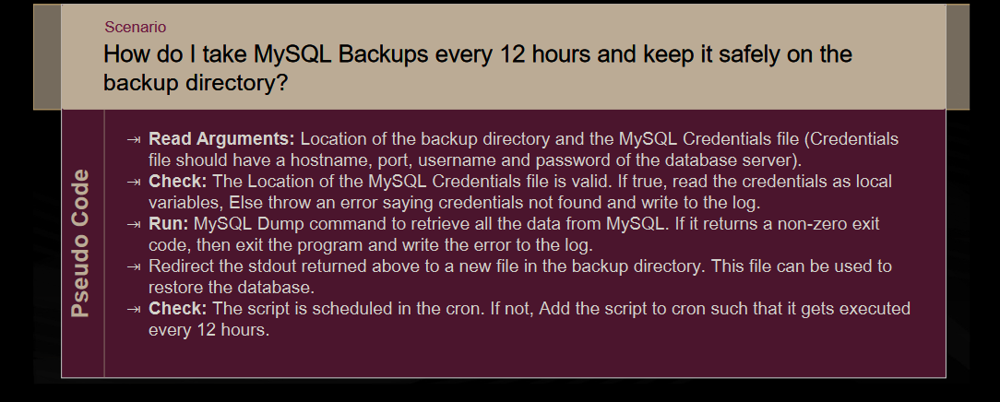 Scenario
How do I take MySQL Backups every 12 hours and keep it safely on the
backup directory?
Pseudo Code
⇥ Read Arguments: Location of the backup directory and the MySQL Credentials file (Credentials
file should have a hostname, port, username and password of the database server).
⇥ Check: The Location of the MySQL Credentials file is valid. If true, read the credentials as local
variables, Else throw an error saying credentials not found and write to the log.
⇥ Run: MySQL Dump command to retrieve all the data from MySQL. If it returns a non-zero exit
code, then exit the program and write the error to the log.
⇥ Redirect the stdout returned above to a new file in the backup directory. This file can be used to
restore the database.
⇥ Check: The script is scheduled in the cron. If not, Add the script to cron such that it gets executed
every 12 hours.